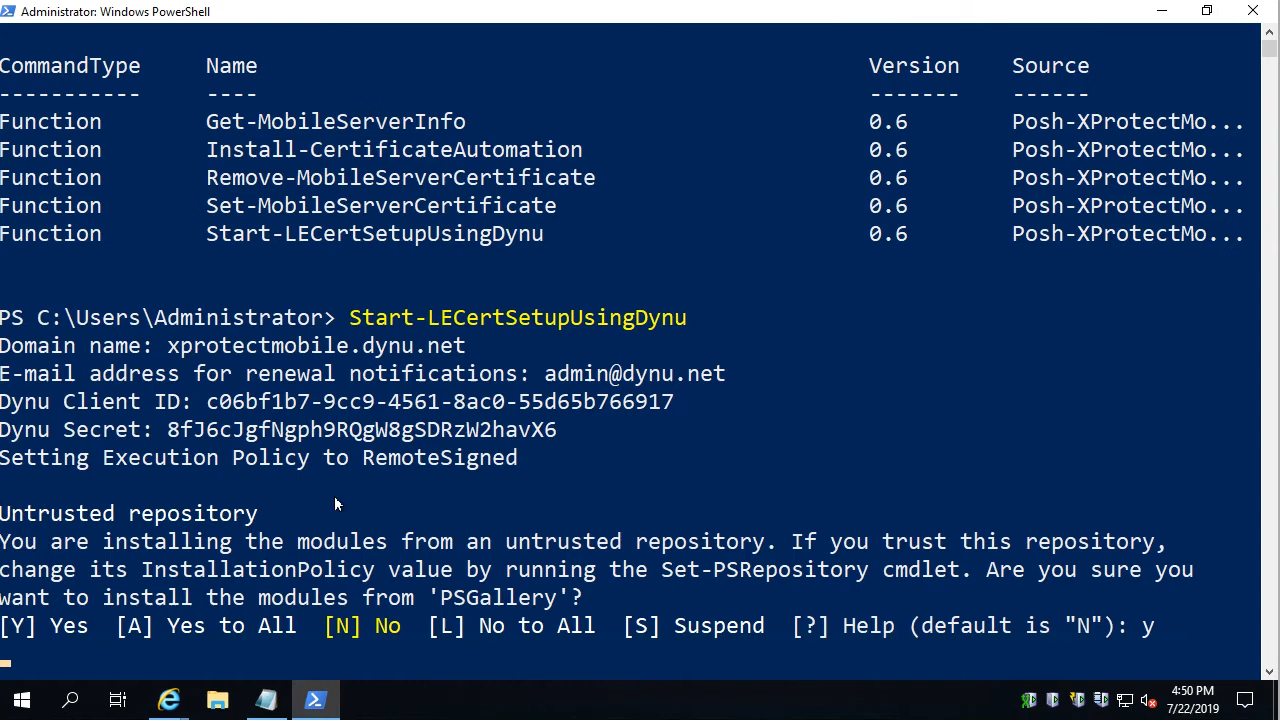 Administrator: Windows PowerShell
CommandType Name Version Source
----------- ---- ------- ------
Function Get-MobileServerInfo 0.6 Posh-XProtectMo...
Function Install-CertificateAutomation 0.6 Posh-XProtectMo...
Function Remove-MobileServerCertificate 0.6 Posh-XProtectMo...
Function Set-MobileServerCertificate 0.6 Posh-XProtectMo...
Function Start-LECertSetupUsingDynu 0.6 Posh-XProtectMo...
PS C:\Users\Administrator> Start-LECertSetupUsingDynu
Domain name: xprotectmobile.dynu.net
E-mail address for renewal notifications: admin@dynu.net
Dynu Client ID: c06bf1b7-9cc9-4561-8ac0-55d65b766917
Dynu Secret: 8fJ6cJgfNgph9RQgW8gSDRzW2havX6
Setting Execution Policy to RemoteSigned
Untrusted repository
You are installing the modules from an untrusted repository. If you trust this repository,
change its InstallationPolicy value by running the Set-PSRepository cmdlet. Are you sure you
want to install the modules from 'PSGallery'?
[Y] Yes [A] Yes to All [N] No [L] No to All [S] Suspend [?] Help (default is "N"): y
4:50 PM
7/22/2019